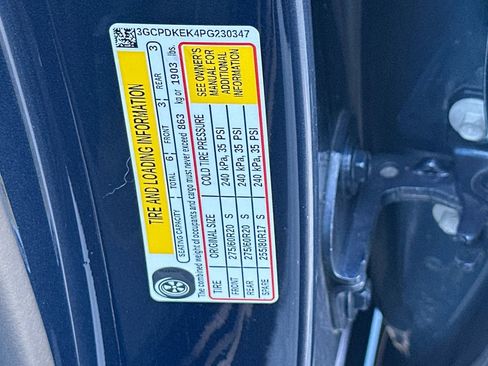 3GCPDKEK4PG230347
TIRE AND LOADING INFORMATION
SEATING CAPACITY TOTAL 6 FRONT 3 REAR 3
The combined weight of occupants and cargo must never exceed 863 kg or 1903 lbs.
TIRE ORIGINAL SIZE COLD TIRE PRESSURE
FRONT 275/60R20 S 240 kPa, 35 PSI
REAR 275/60R20 S 240 kPa, 35 PSI
SPARE 255/80R17 S 240 kPa, 35 PSI
SEE OWNER'S
MANUAL FOR
ADDITIONAL
INFORMATION